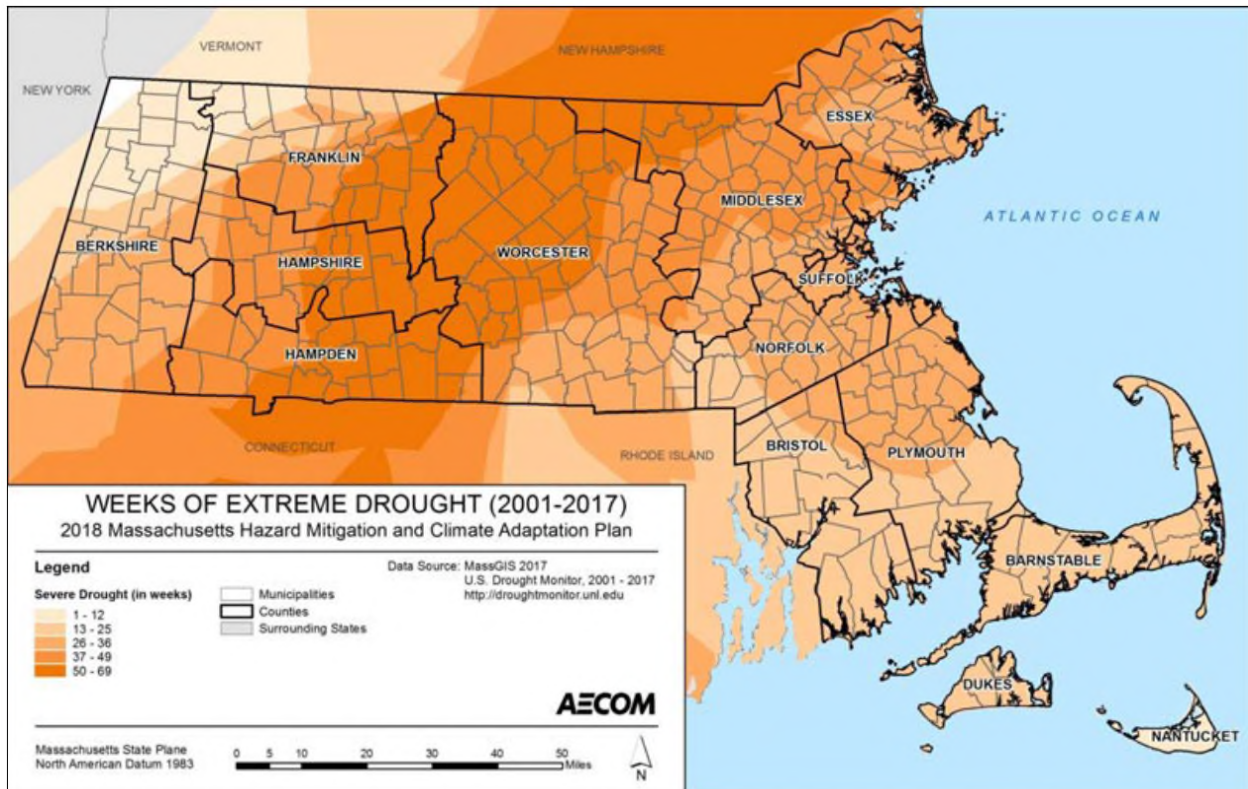 VERMONT
NEW HAMPSHIRE
NEW YORK
ESSEX
FRANKLIN
MIDDLESEX
ATLANTIC OCEAN
BERKSHIRE
HAMPSHIRE
WORCESTER
SUFFOLK
HAMPDEN
NORFOLK
CONNECTICUT
RHODE ISLAND
BRISTOL
PLYMOUTH
BARNSTABLE
DUKES
NANTUCKET
WEEKS OF EXTREME DROUGHT (2001-2017)
2018 Massachusetts Hazard Mitigation and Climate Adaptation Plan
Legend
Severe Drought (in weeks)
1 - 12
13 - 25
26 - 36
37 - 49
50 - 69
Municipalities
Counties
Surrounding States
Data Source: MassGIS 2017
U.S. Drought Monitor, 2001 - 2017
http://droughtmonitor.unl.edu
AECOM
Massachusetts State Plane
North American Datum 1983
0 5 10 20 30 40 50
Miles
N